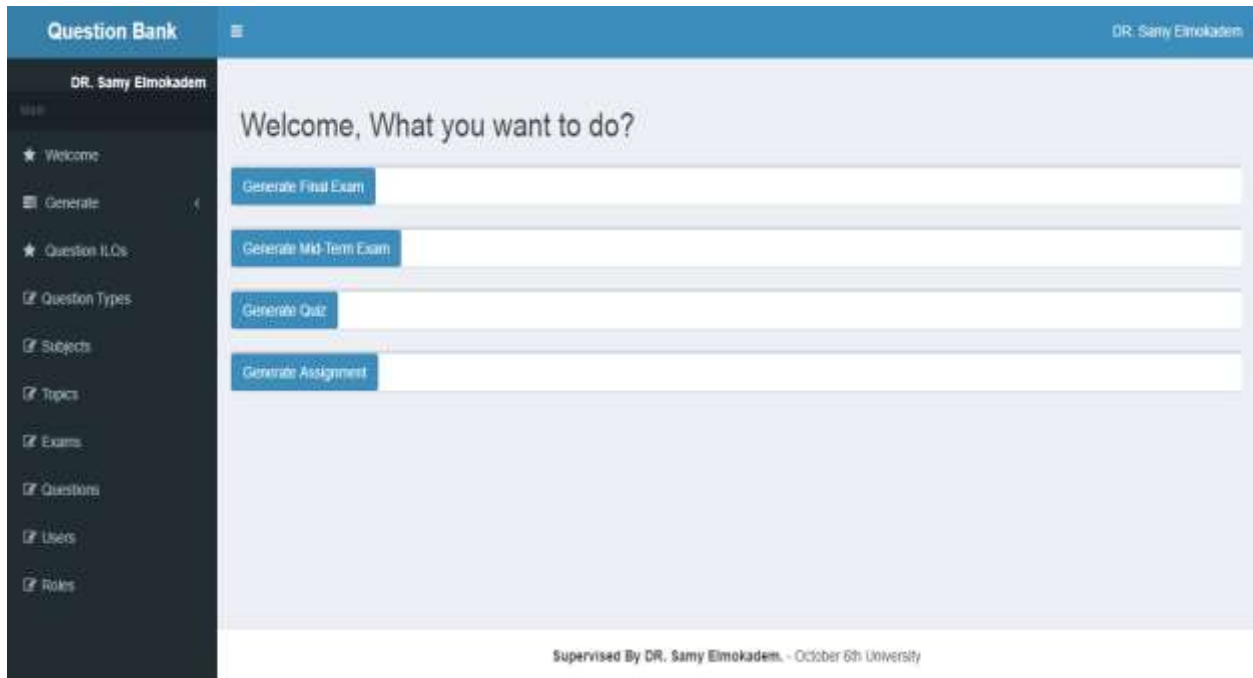 Question Bank
DR. Samy Elmokadem
DR. Samy Elmokadem
Main
Welcome
Generate
Question ILOs
Question Types
Subjects
Topics
Exams
Questions
Users
Roles
Welcome, What you want to do?
Generate Final Exam
Generate Mid-Term Exam
Generate Quiz
Generate Assignment
Supervised By DR. Samy Elmokadem. - October 6th University